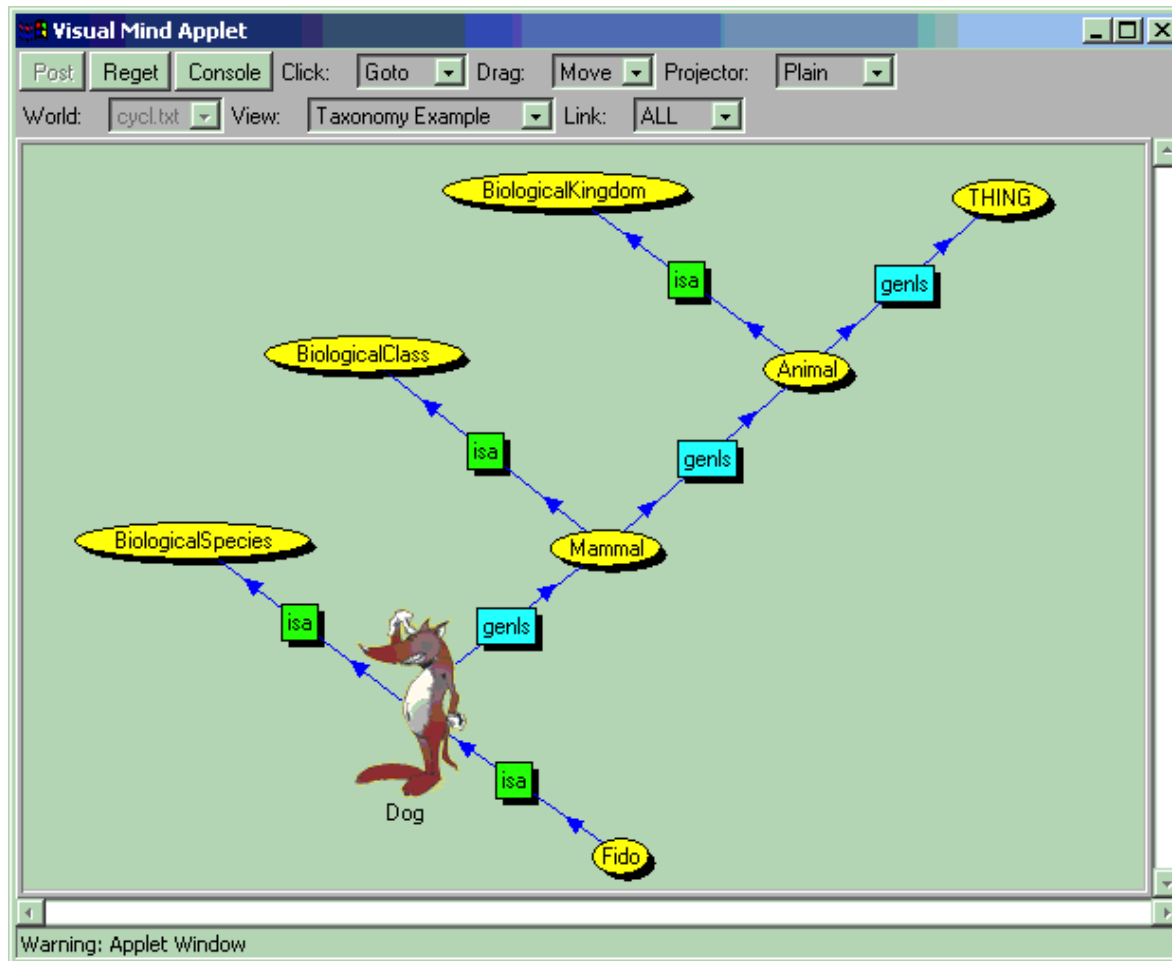 Visual Mind Applet
Post Reget Console Click: Goto Drag: Move Projector: Plain
World: cycl.txt View: Taxonomy Example Link: ALL
BiologicalKingdom
THING
isa
genls
BiologicalClass
Animal
isa
genls
BiologicalSpecies
Mammal
isa
genls
isa
Dog
Fido
Warning: Applet Window